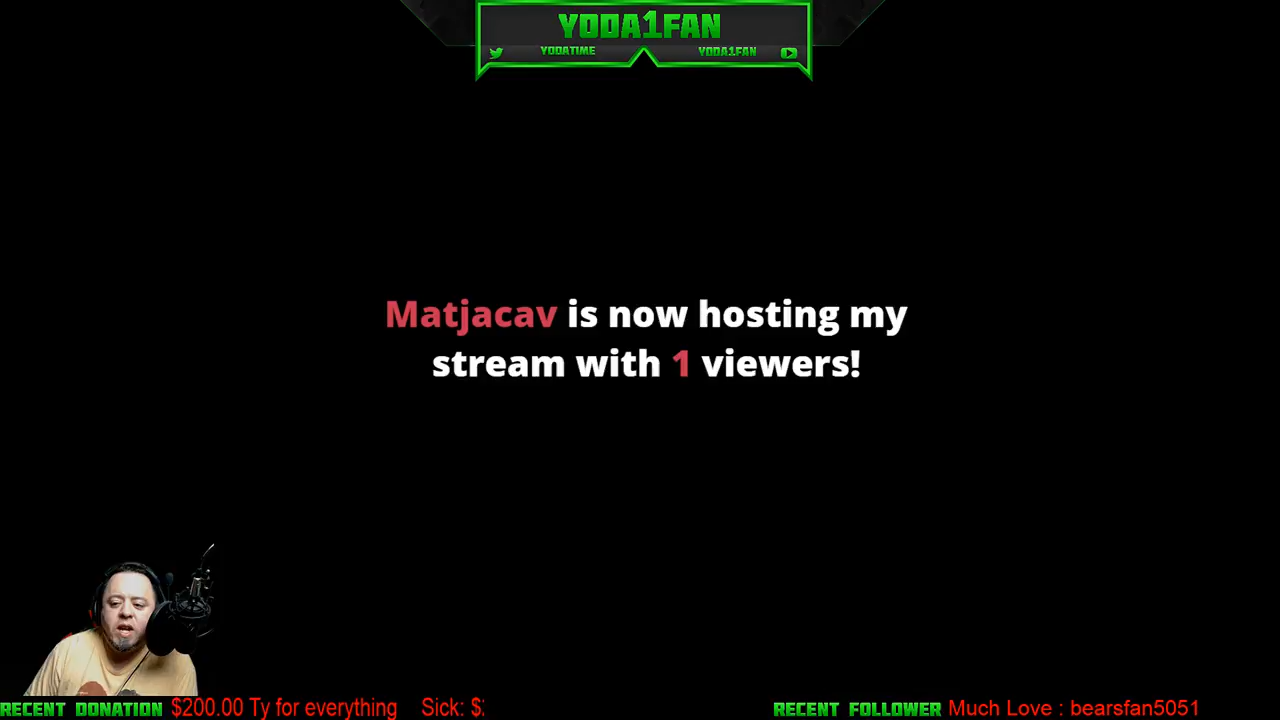 YODA1FAN
YODATIME YODA1FAN
Matjacav is now hosting my
stream with 1 viewers!
RECENT DONATION $200.00 Ty for everything Sick: $
RECENT FOLLOWER Much Love : bearsfan5051